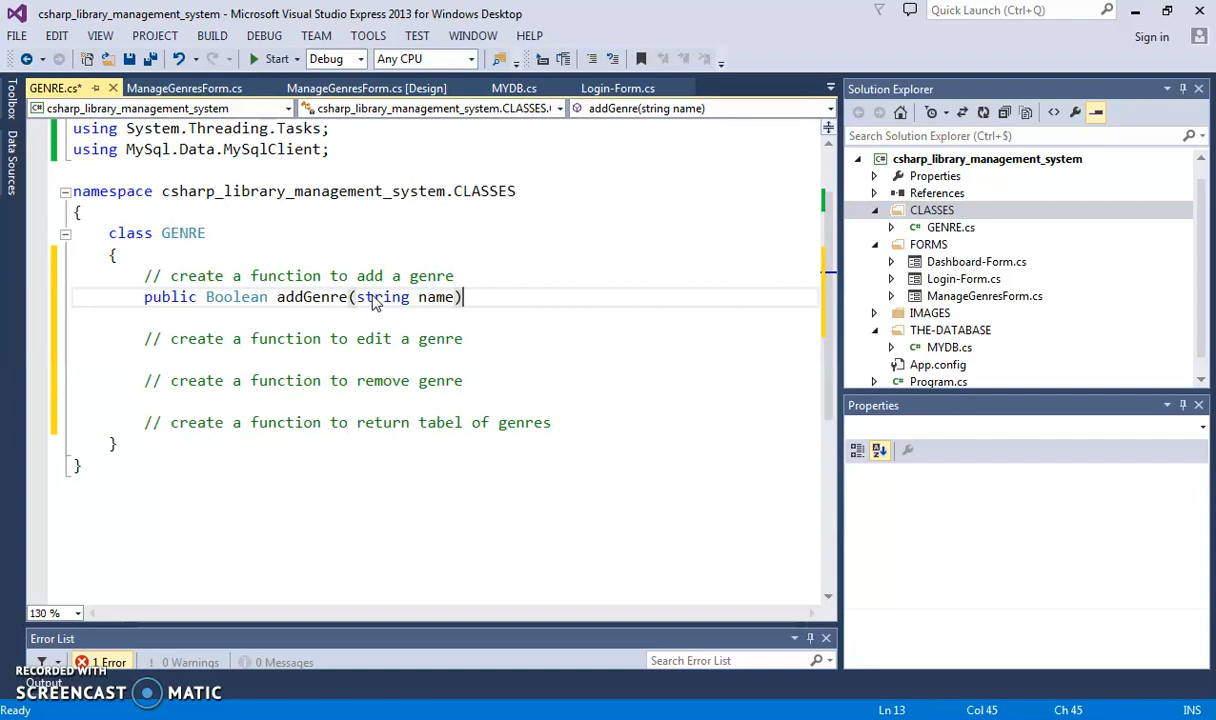 csharp_library_management_system - Microsoft Visual Studio Express 2013 for Windows Desktop
Quick Launch (Ctrl+Q)
FILE EDIT VIEW PROJECT BUILD DEBUG TEAM TOOLS TEST WINDOW HELP
Sign in
Start Debug Any CPU
Toolbox
Data Sources
GENRE.cs* ManageGenresForm.cs ManageGenresForm.cs [Design] MYDB.cs Login-Form.cs
csharp_library_management_system csharp_library_management_system.CLASSES.( addGenre(string name)
using System.Threading.Tasks;
using MySql.Data.MySqlClient;
namespace csharp_library_management_system.CLASSES
{
class GENRE
{
// create a function to add a genre
public Boolean addGenre(string name)
// create a function to edit a genre
// create a function to remove genre
// create a function to return tabel of genres
}
}
130 %
Solution Explorer
Search Solution Explorer (Ctrl+$)
csharp_library_management_system
Properties
References
CLASSES
GENRE.cs
FORMS
Dashboard-Form.cs
Login-Form.cs
ManageGenresForm.cs
IMAGES
THE-DATABASE
MYDB.cs
App.config
Program.cs
Properties
Error List
1 Error 0 Warnings 0 Messages
Search Error List
Output
RECORDED WITH
SCREENCAST MATIC
Ready Ln 13 Col 45 Ch 45 INS